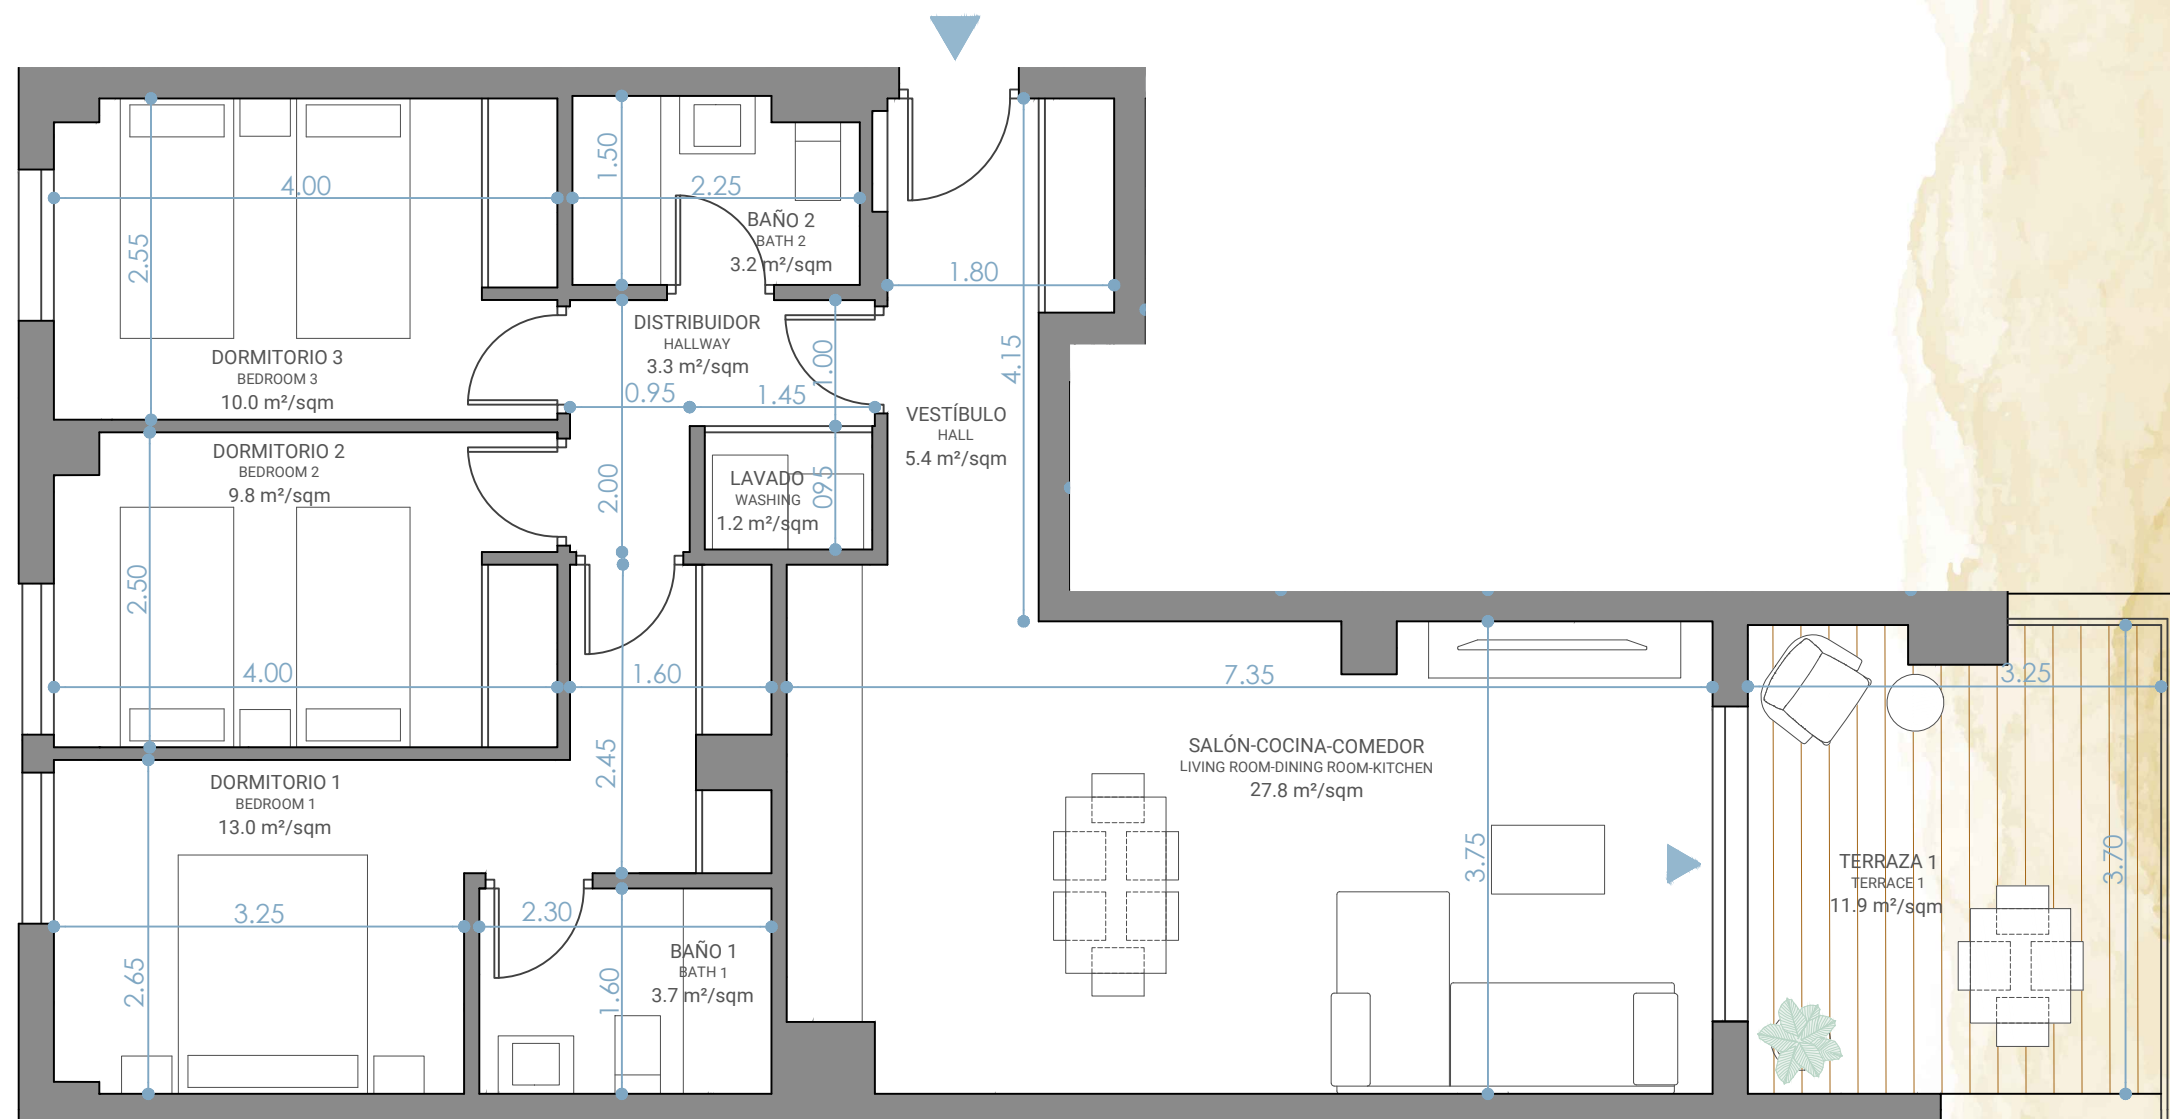 1.50
4.00
2.25
BAÑO 2
BATH 2
3.2 m²/sqm
2.55
1.80
DISTRIBUIDOR
HALLWAY
3.3 m²/sqm
1.00
4.15
DORMITORIO 3
BEDROOM 3
10.0 m²/sqm
0.95
1.45
VESTÍBULO
HALL
5.4 m²/sqm
DORMITORIO 2
BEDROOM 2
9.8 m²/sqm
2.00
LAVADO
WASHING
1.2 m²/sqm
0.95
2.50
4.00
1.60
7.35
3.25
2.45
SALÓN-COCINA-COMEDOR
LIVING ROOM-DINING ROOM-KITCHEN
27.8 m²/sqm
DORMITORIO 1
BEDROOM 1
13.0 m²/sqm
3.75
3.70
TERRAZA 1
TERRACE 1
11.9 m²/sqm
3.25
2.30
2.65
1.60
BAÑO 1
BATH 1
3.7 m²/sqm